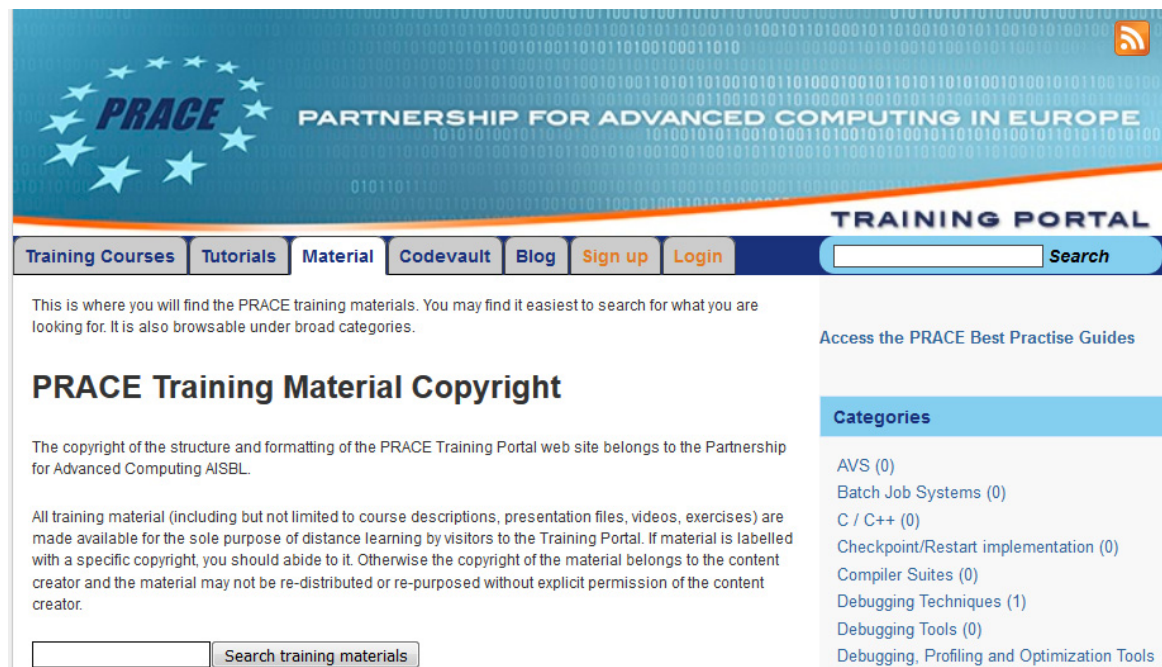 PRACE
PARTNERSHIP FOR ADVANCED COMPUTING IN EUROPE
TRAINING PORTAL
Training Courses Tutorials Material Codevault Blog Sign up Login Search
This is where you will find the PRACE training materials. You may find it easiest to search for what you are
looking for. It is also browsable under broad categories.
PRACE Training Material Copyright
The copyright of the structure and formatting of the PRACE Training Portal web site belongs to the Partnership
for Advanced Computing AISBL.
All training material (including but not limited to course descriptions, presentation files, videos, exercises) are
made available for the sole purpose of distance learning by visitors to the Training Portal. If material is labelled
with a specific copyright, you should abide to it. Otherwise the copyright of the material belongs to the content
creator and the material may not be re-distributed or re-purposed without explicit permission of the content
creator.
Search training materials
Access the PRACE Best Practise Guides
Categories
AVS (0)
Batch Job Systems (0)
C / C++ (0)
Checkpoint/Restart implementation (0)
Compiler Suites (0)
Debugging Techniques (1)
Debugging Tools (0)
Debugging, Profiling and Optimization Tools